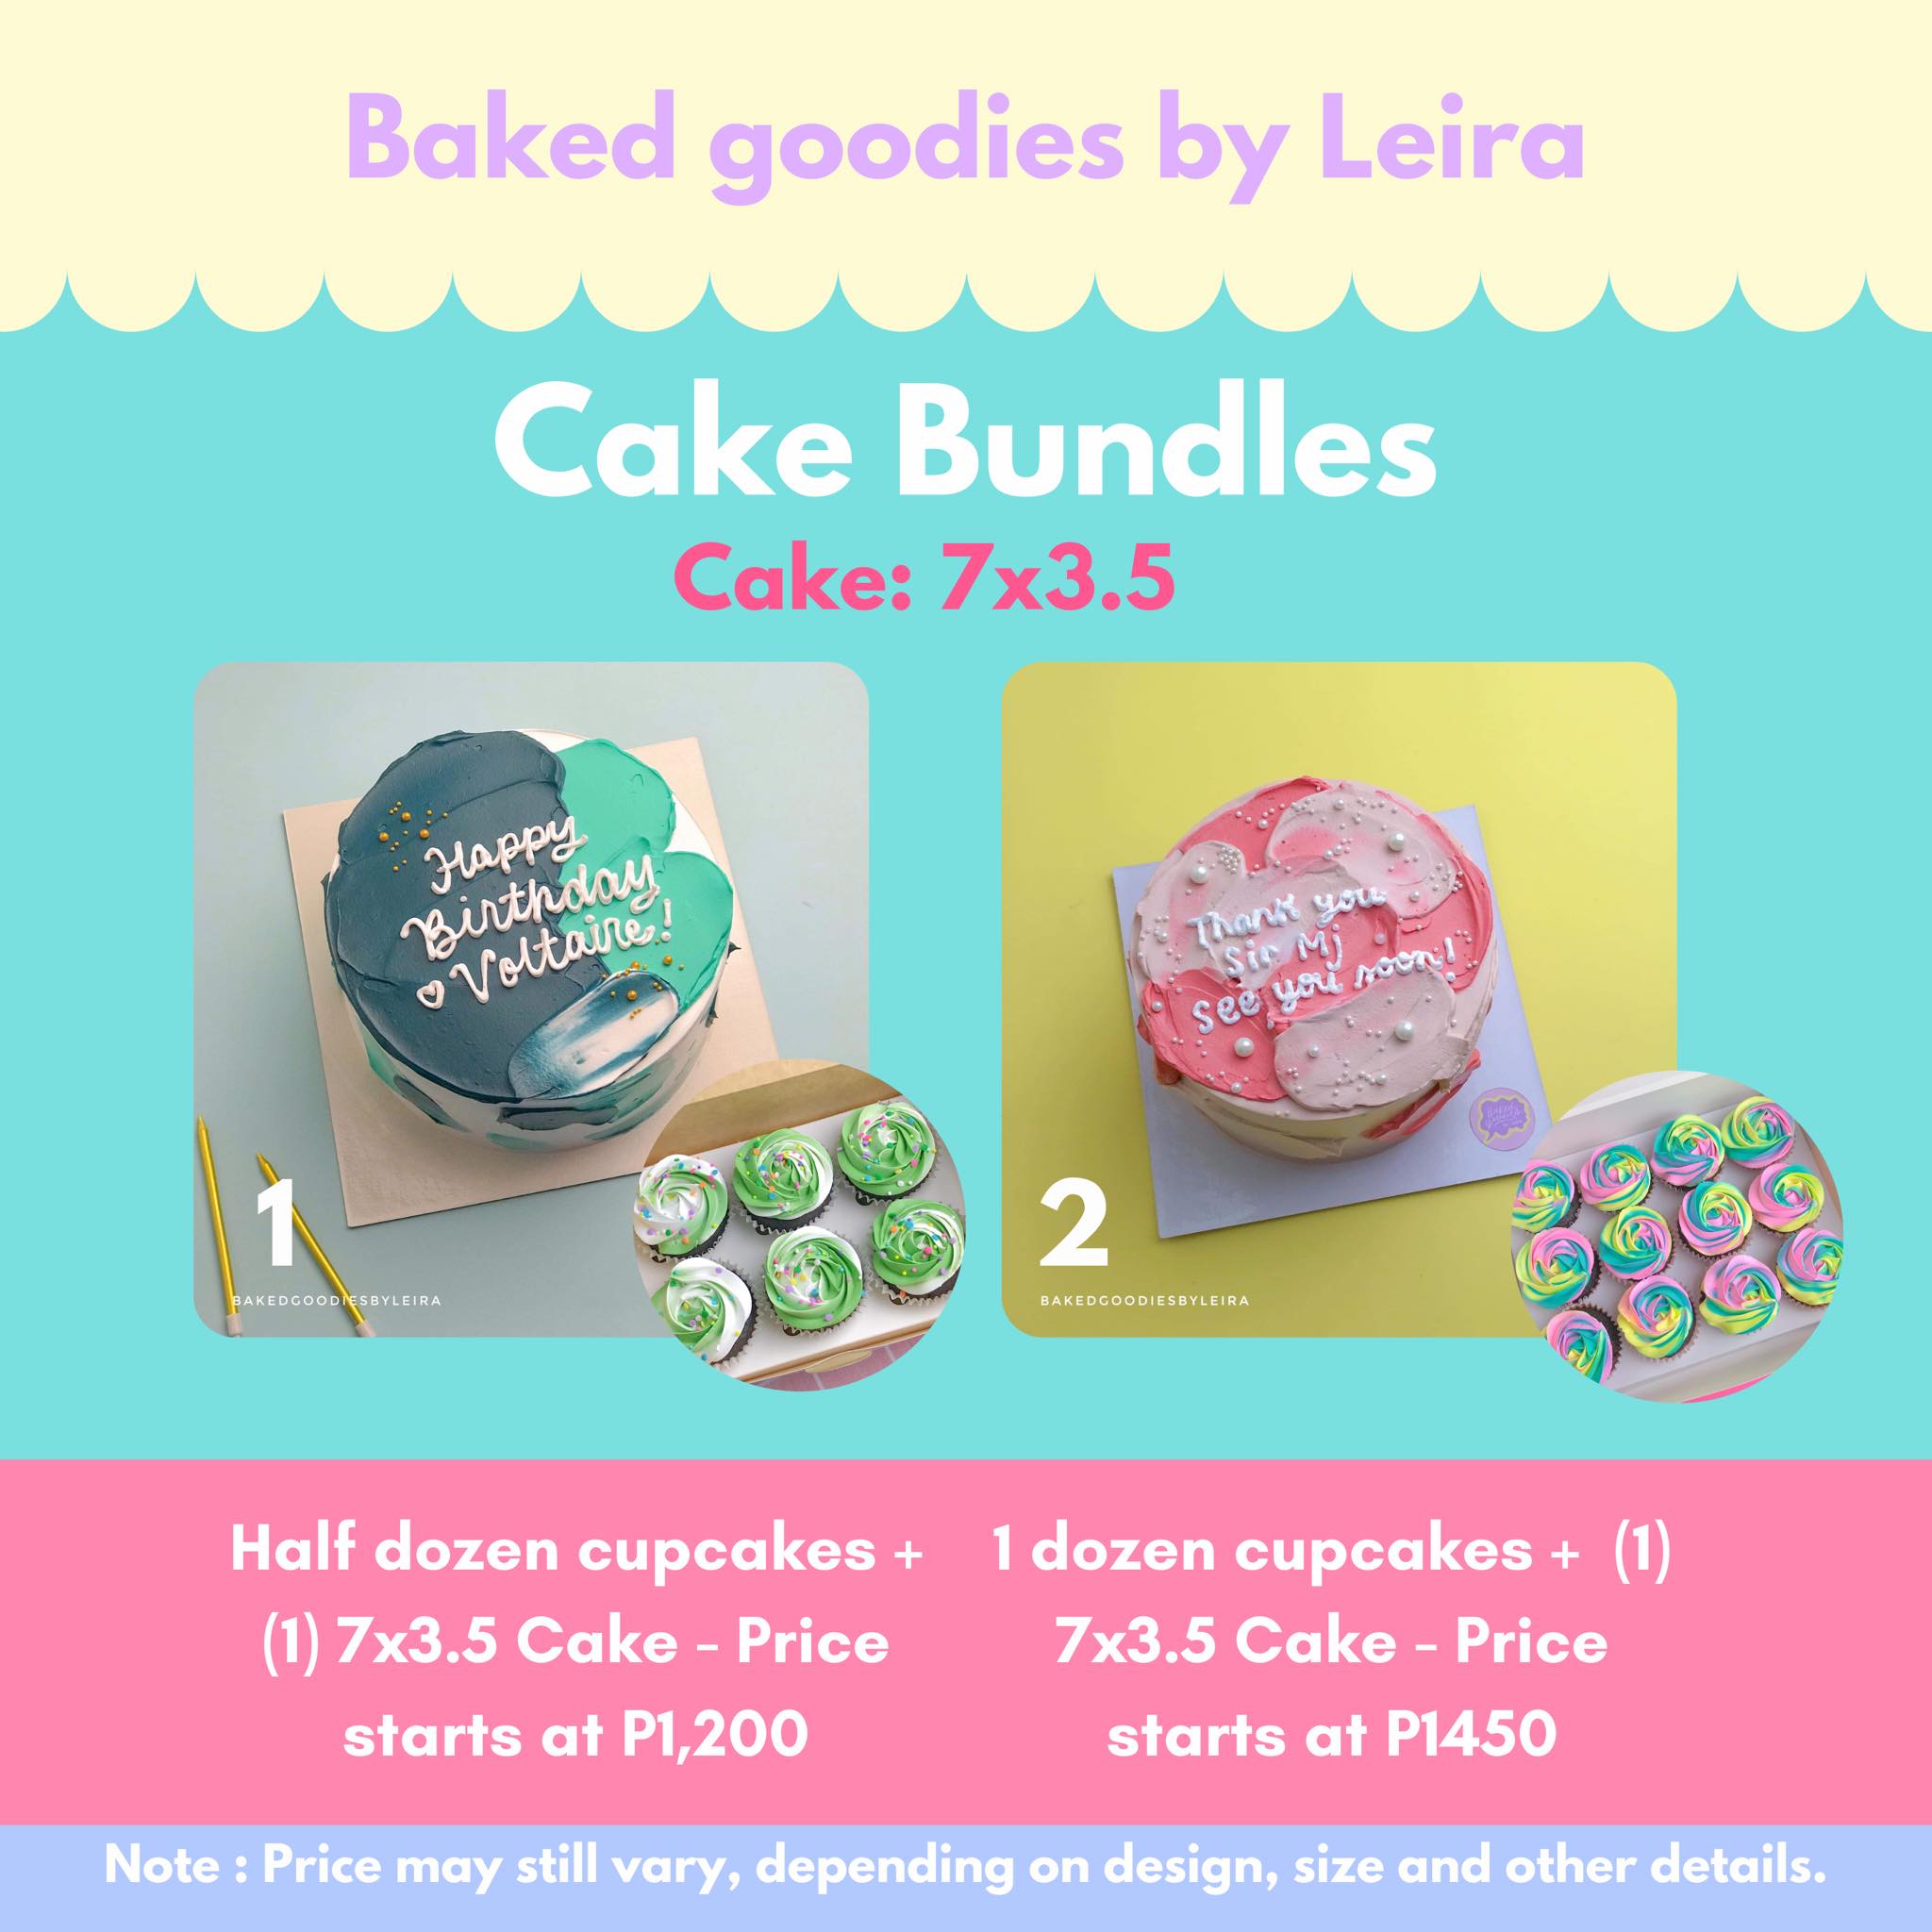 Baked goodies by Leira
Cake Bundles
Cake: 7x3.5
Happy
Birthday
Voltaire!
1
BAKEDGOODIESBYLEIRA
Thank you
Sir Mj
see you soon!
2
BAKEDGOODIESBYLEIRA
Half dozen cupcakes +
(1) 7x3.5 Cake - Price
starts at P1,200
1 dozen cupcakes + (1)
7x3.5 Cake - Price
starts at P1450
Note : Price may still vary, depending on design, size and other details.